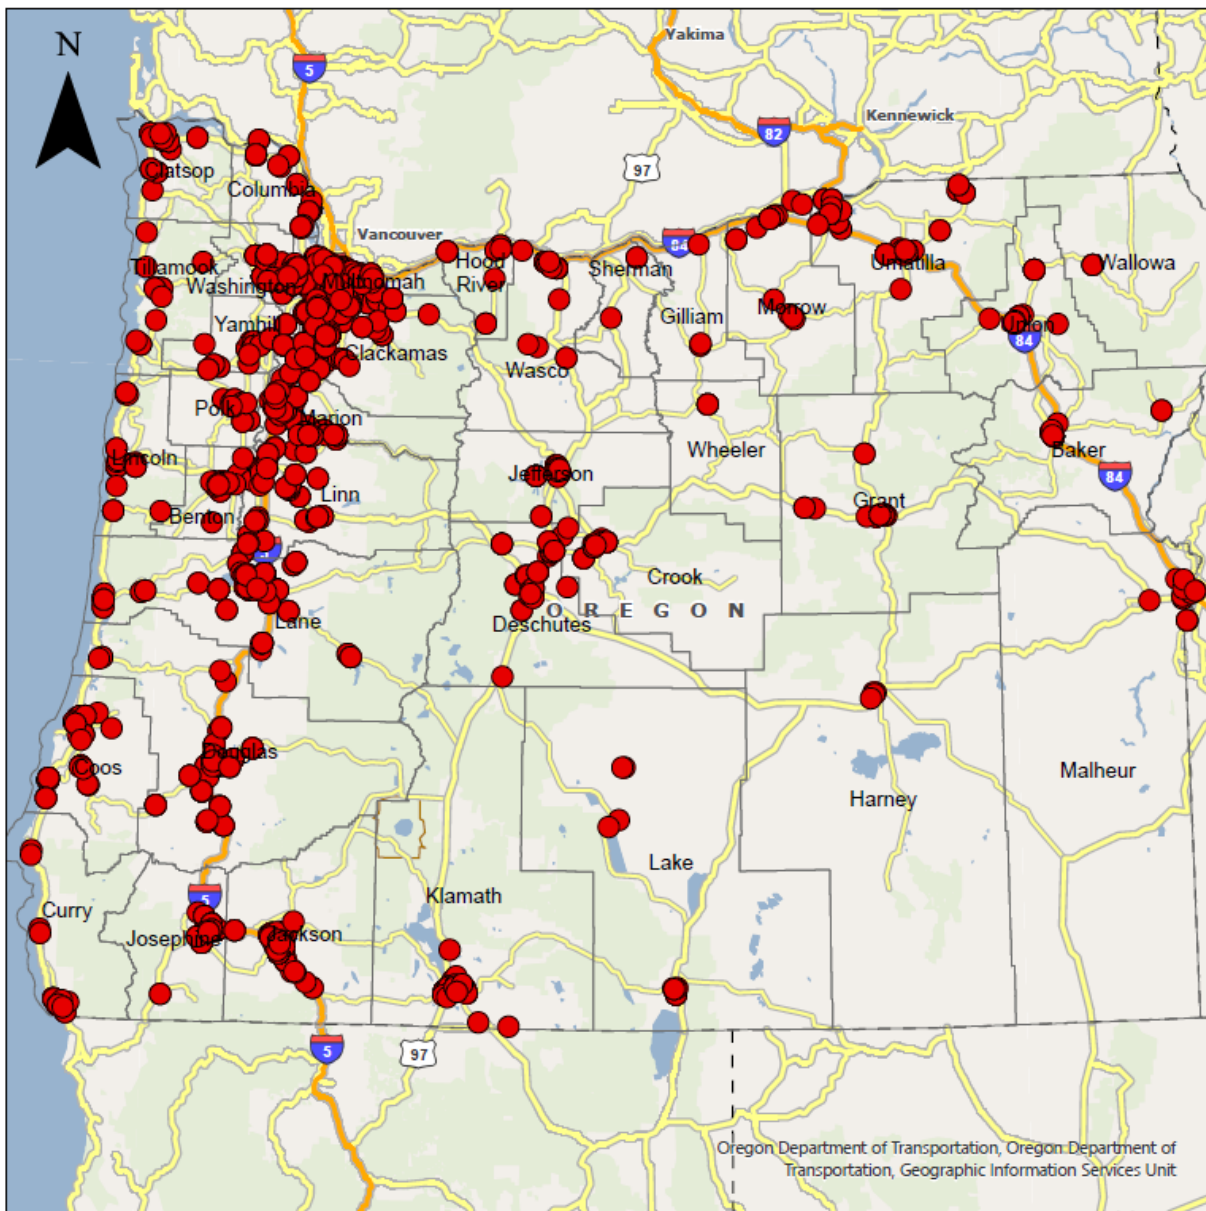 N
Yakima
5
Kennewick
82
97
Clatsop
Columbia
Vancouver
84
Hood
River
Sherman
Umatilla
Wallowa
Tillamook
Washington
Multnomah
Gilliam
Morrow
Union
84
Yamhill
Clackamas
Wasco
Polk
Marion
Wheeler
Baker
Lincoln
Jefferson
84
Linn
Grant
Benton
5
Crook
OREGON
Lane
Deschutes
Douglas
Coos
Malheur
Harney
Lake
5
Klamath
Curry
Josephine
Jackson
5
97
Oregon Department of Transportation, Oregon Department of
Transportation, Geographic Information Services Unit